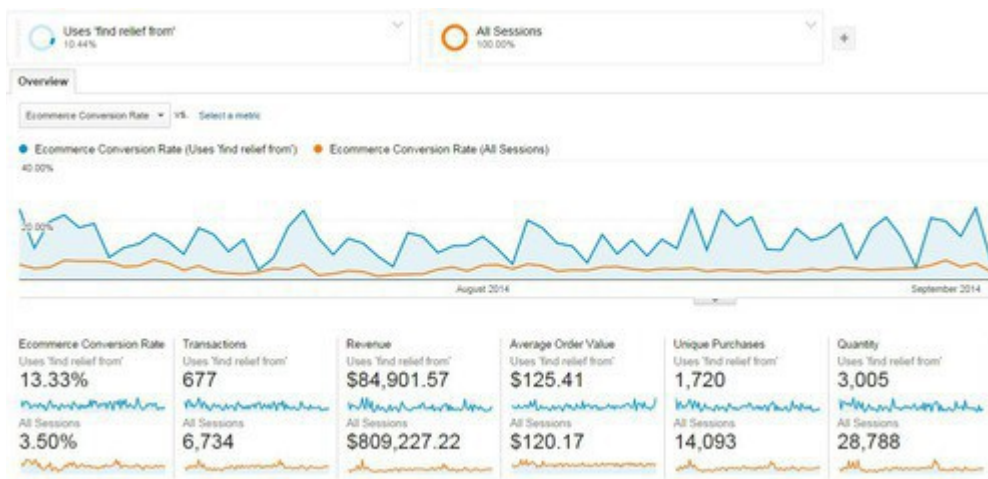 Uses 'find relief from'
10.44%
All Sessions
100.00%
+
Overview
Ecommerce Conversion Rate vs. Select a metric
Ecommerce Conversion Rate (Uses 'find relief from') Ecommerce Conversion Rate (All Sessions)
40.00%
20.00%
August 2014 September 2014
Ecommerce Conversion Rate
Uses 'find relief from'
13.33%
All Sessions
3.50%
Transactions
Uses 'find relief from'
677
All Sessions
6,734
Revenue
Uses 'find relief from'
$84,901.57
All Sessions
$809,227.22
Average Order Value
Uses 'find relief from'
$125.41
All Sessions
$120.17
Unique Purchases
Uses 'find relief from'
1,720
All Sessions
14,093
Quantity
Uses 'find relief from'
3,005
All Sessions
28,788